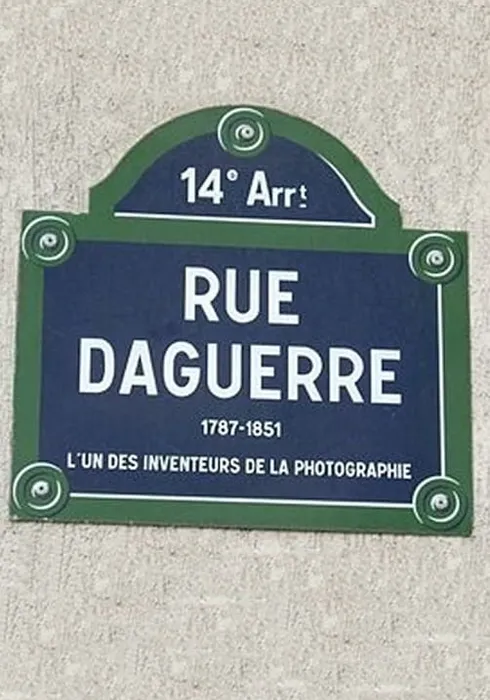 14e Arrt
RUE
DAGUERRE
1787-1851
L'UN DES INVENTEURS DE LA PHOTOGRAPHIE